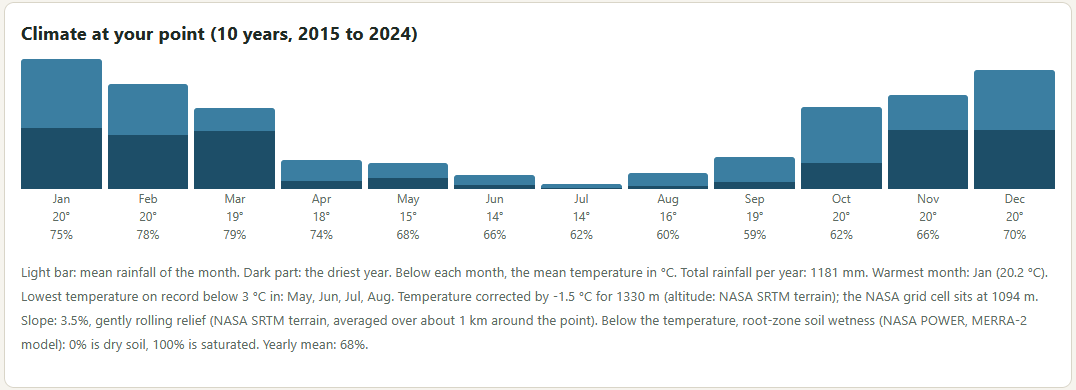 Climate at your point (10 years, 2015 to 2024)
Jan Feb Mar Apr May Jun Jul Aug Sep Oct Nov Dec
20° 20° 19° 18° 15° 14° 14° 16° 19° 20° 20° 20°
75% 78% 79% 74% 68% 66% 62% 60% 59% 62% 66% 70%
Light bar: mean rainfall of the month. Dark part: the driest year. Below each month, the mean temperature in °C. Total rainfall per year: 1181 mm. Warmest month: Jan (20.2 °C).
Lowest temperature on record below 3 °C in: May, Jun, Jul, Aug. Temperature corrected by -1.5 °C for 1330 m (altitude: NASA SRTM terrain); the NASA grid cell sits at 1094 m.
Slope: 3.5%, gently rolling relief (NASA SRTM terrain, averaged over about 1 km around the point). Below the temperature, root-zone soil wetness (NASA POWER, MERRA-2
model): 0% is dry soil, 100% is saturated. Yearly mean: 68%.